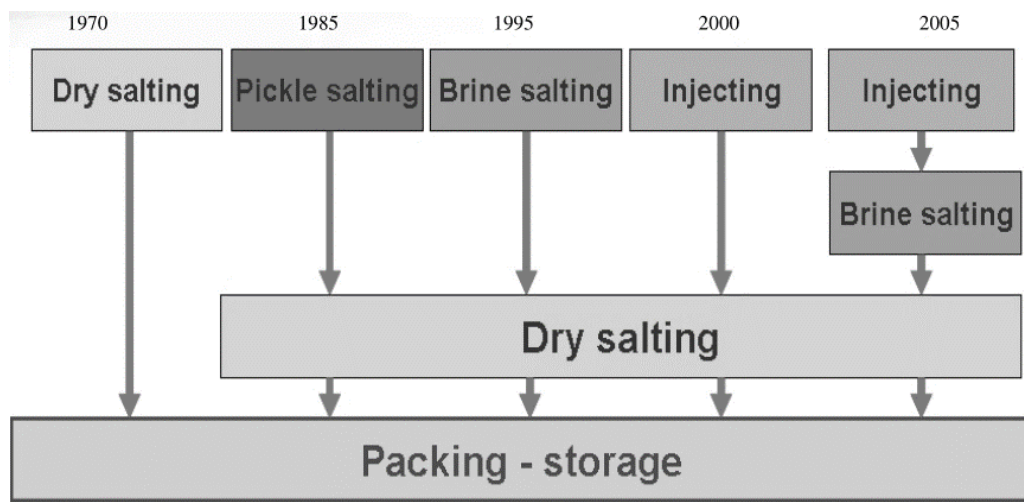 1970 1985 1995 2000 2005
Dry salting Pickle salting Brine salting Injecting Injecting
Brine salting
Dry salting
Packing - storage